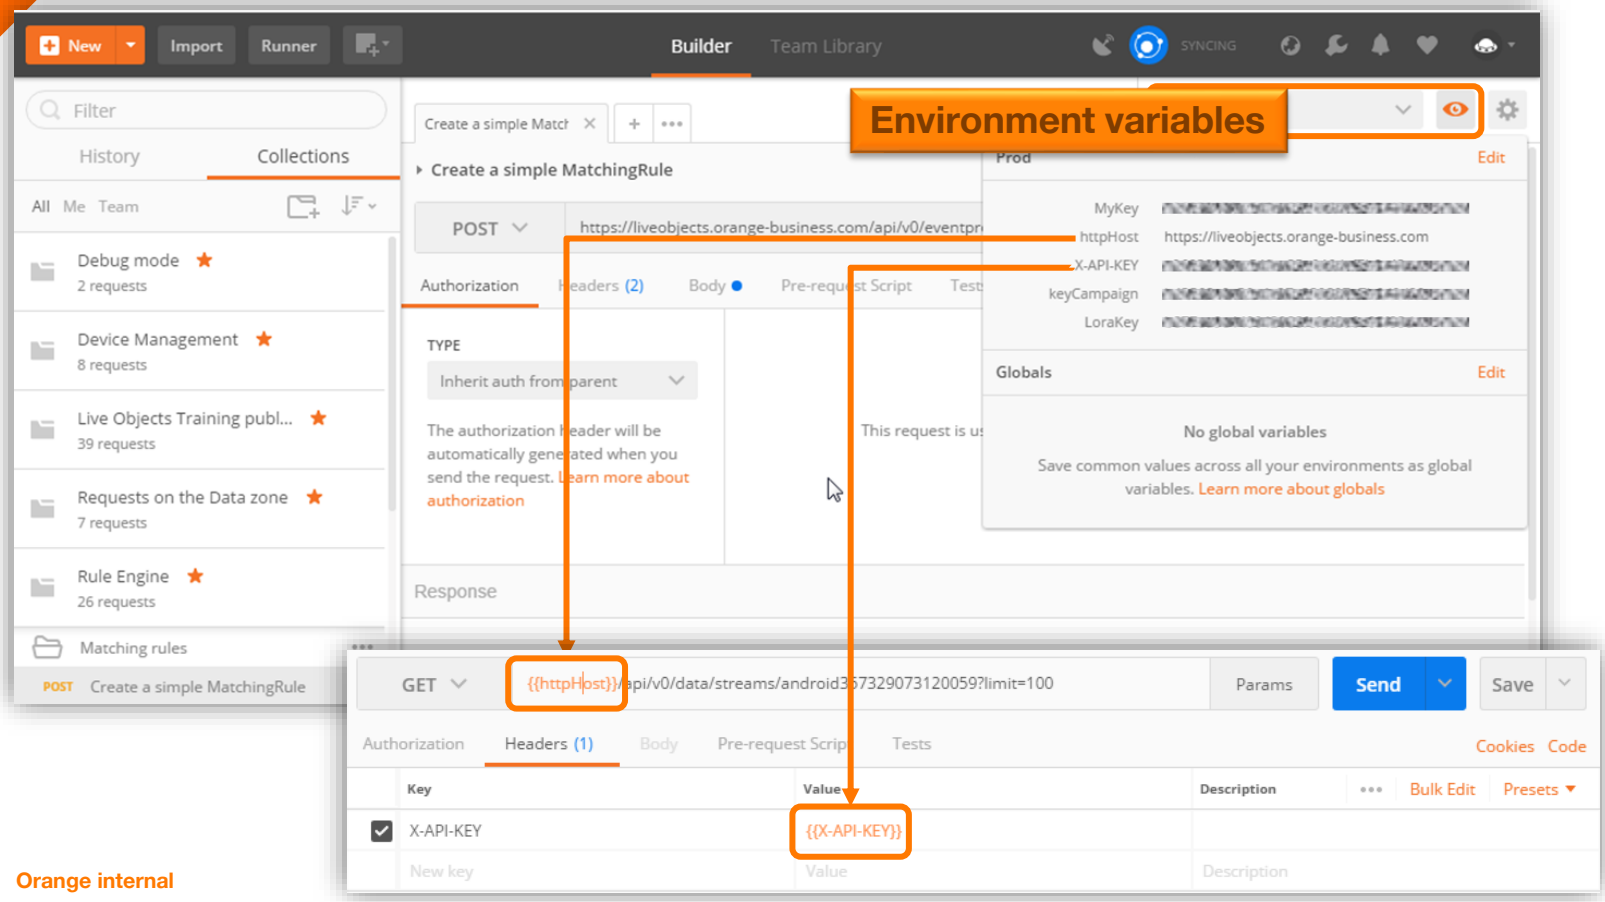 New
Import
Runner
Builder
Team Library
SYNCING
Filter
History
Collections
All Me Team
Debug mode
2 requests
Device Management
8 requests
Live Objects Training publ...
39 requests
Requests on the Data zone
7 requests
Rule Engine
26 requests
Matching rules
POST Create a simple MatchingRule
Create a simple Match
Environment variables
Create a simple MatchingRule
POST
https://liveobjects.orange-business.com/api/v0/eventpr
Authorization
Headers (2)
Body
Pre-request Script
Test
TYPE
Inherit auth from parent
The authorization header will be
automatically generated when you
send the request. Learn more about
authorization
This request is us
Response
Prod
Edit
MyKey
httpHost https://liveobjects.orange-business.com
X-API-KEY
keyCampaign
LoraKey
Globals
Edit
No global variables
Save common values across all your environments as global
variables. Learn more about globals
GET
{{httpHost}}/api/v0/data/streams/android357329073120059?limit=100
Params
Send
Save
Authorization
Headers (1)
Body
Pre-request Scrip
Tests
Cookies Code
Key
Value
Description
Bulk Edit
Presets
X-API-KEY
{{X-API-KEY}}
New key
Value
Description
Orange internal